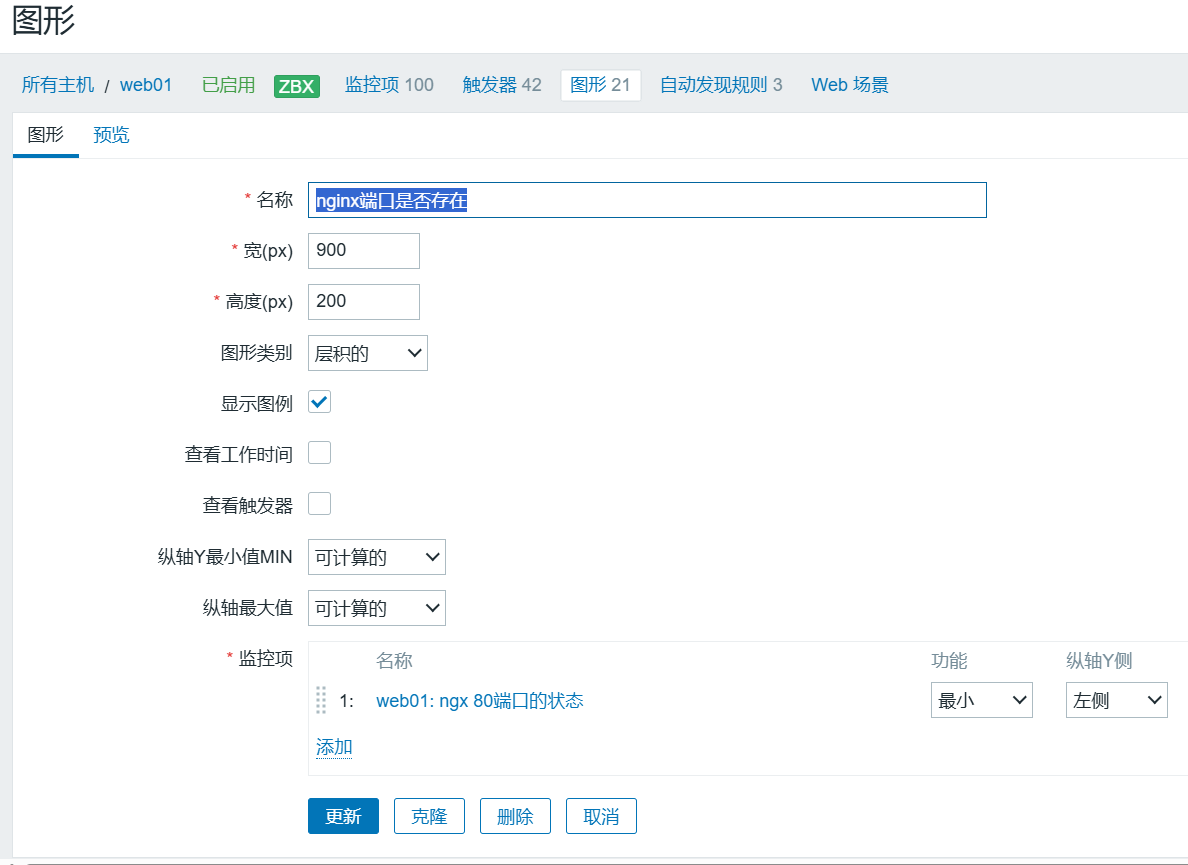 图形
所有主机 / web01 已启用 ZBX 监控项 100 触发器 42 图形 21 自动发现规则 3 Web 场景
图形 预览
* 名称 nginx端口是否存在
* 宽(px) 900
* 高度(px) 200
图形类别 层积的
显示图例
查看工作时间
查看触发器
纵轴Y最小值MIN 可计算的
纵轴最大值 可计算的
* 监控项 名称 功能 纵轴Y侧
1: web01: ngx 80端口的状态 最小 左侧
添加
更新 克隆 删除 取消